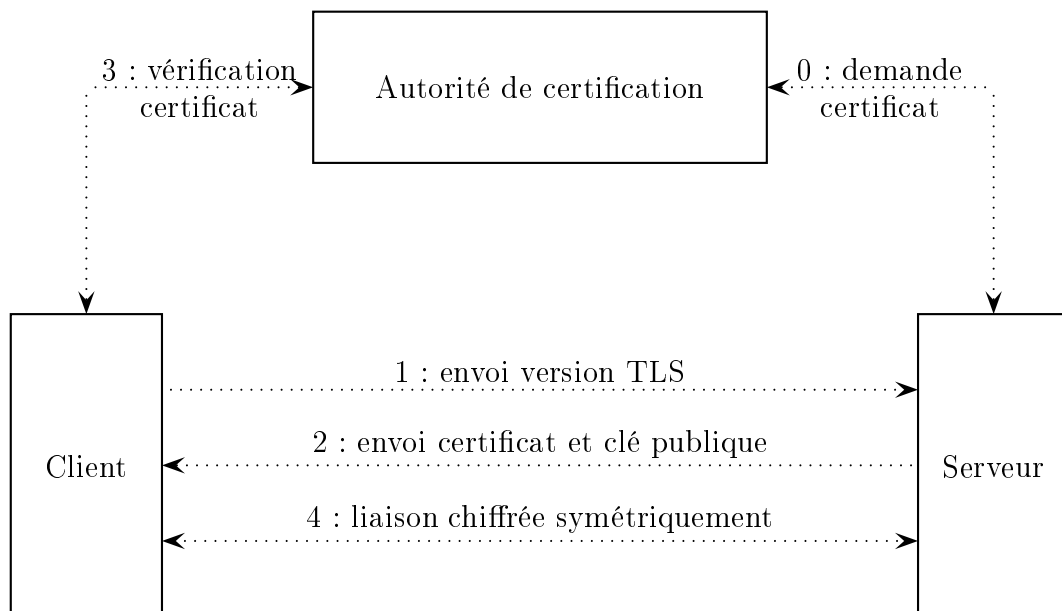 3 : vérification
certificat
Autorité de certification
0 : demande
certificat
1 : envoi version TLS
2 : envoi certificat et clé publique
Client
Serveur
4 : liaison chiffrée symétriquement